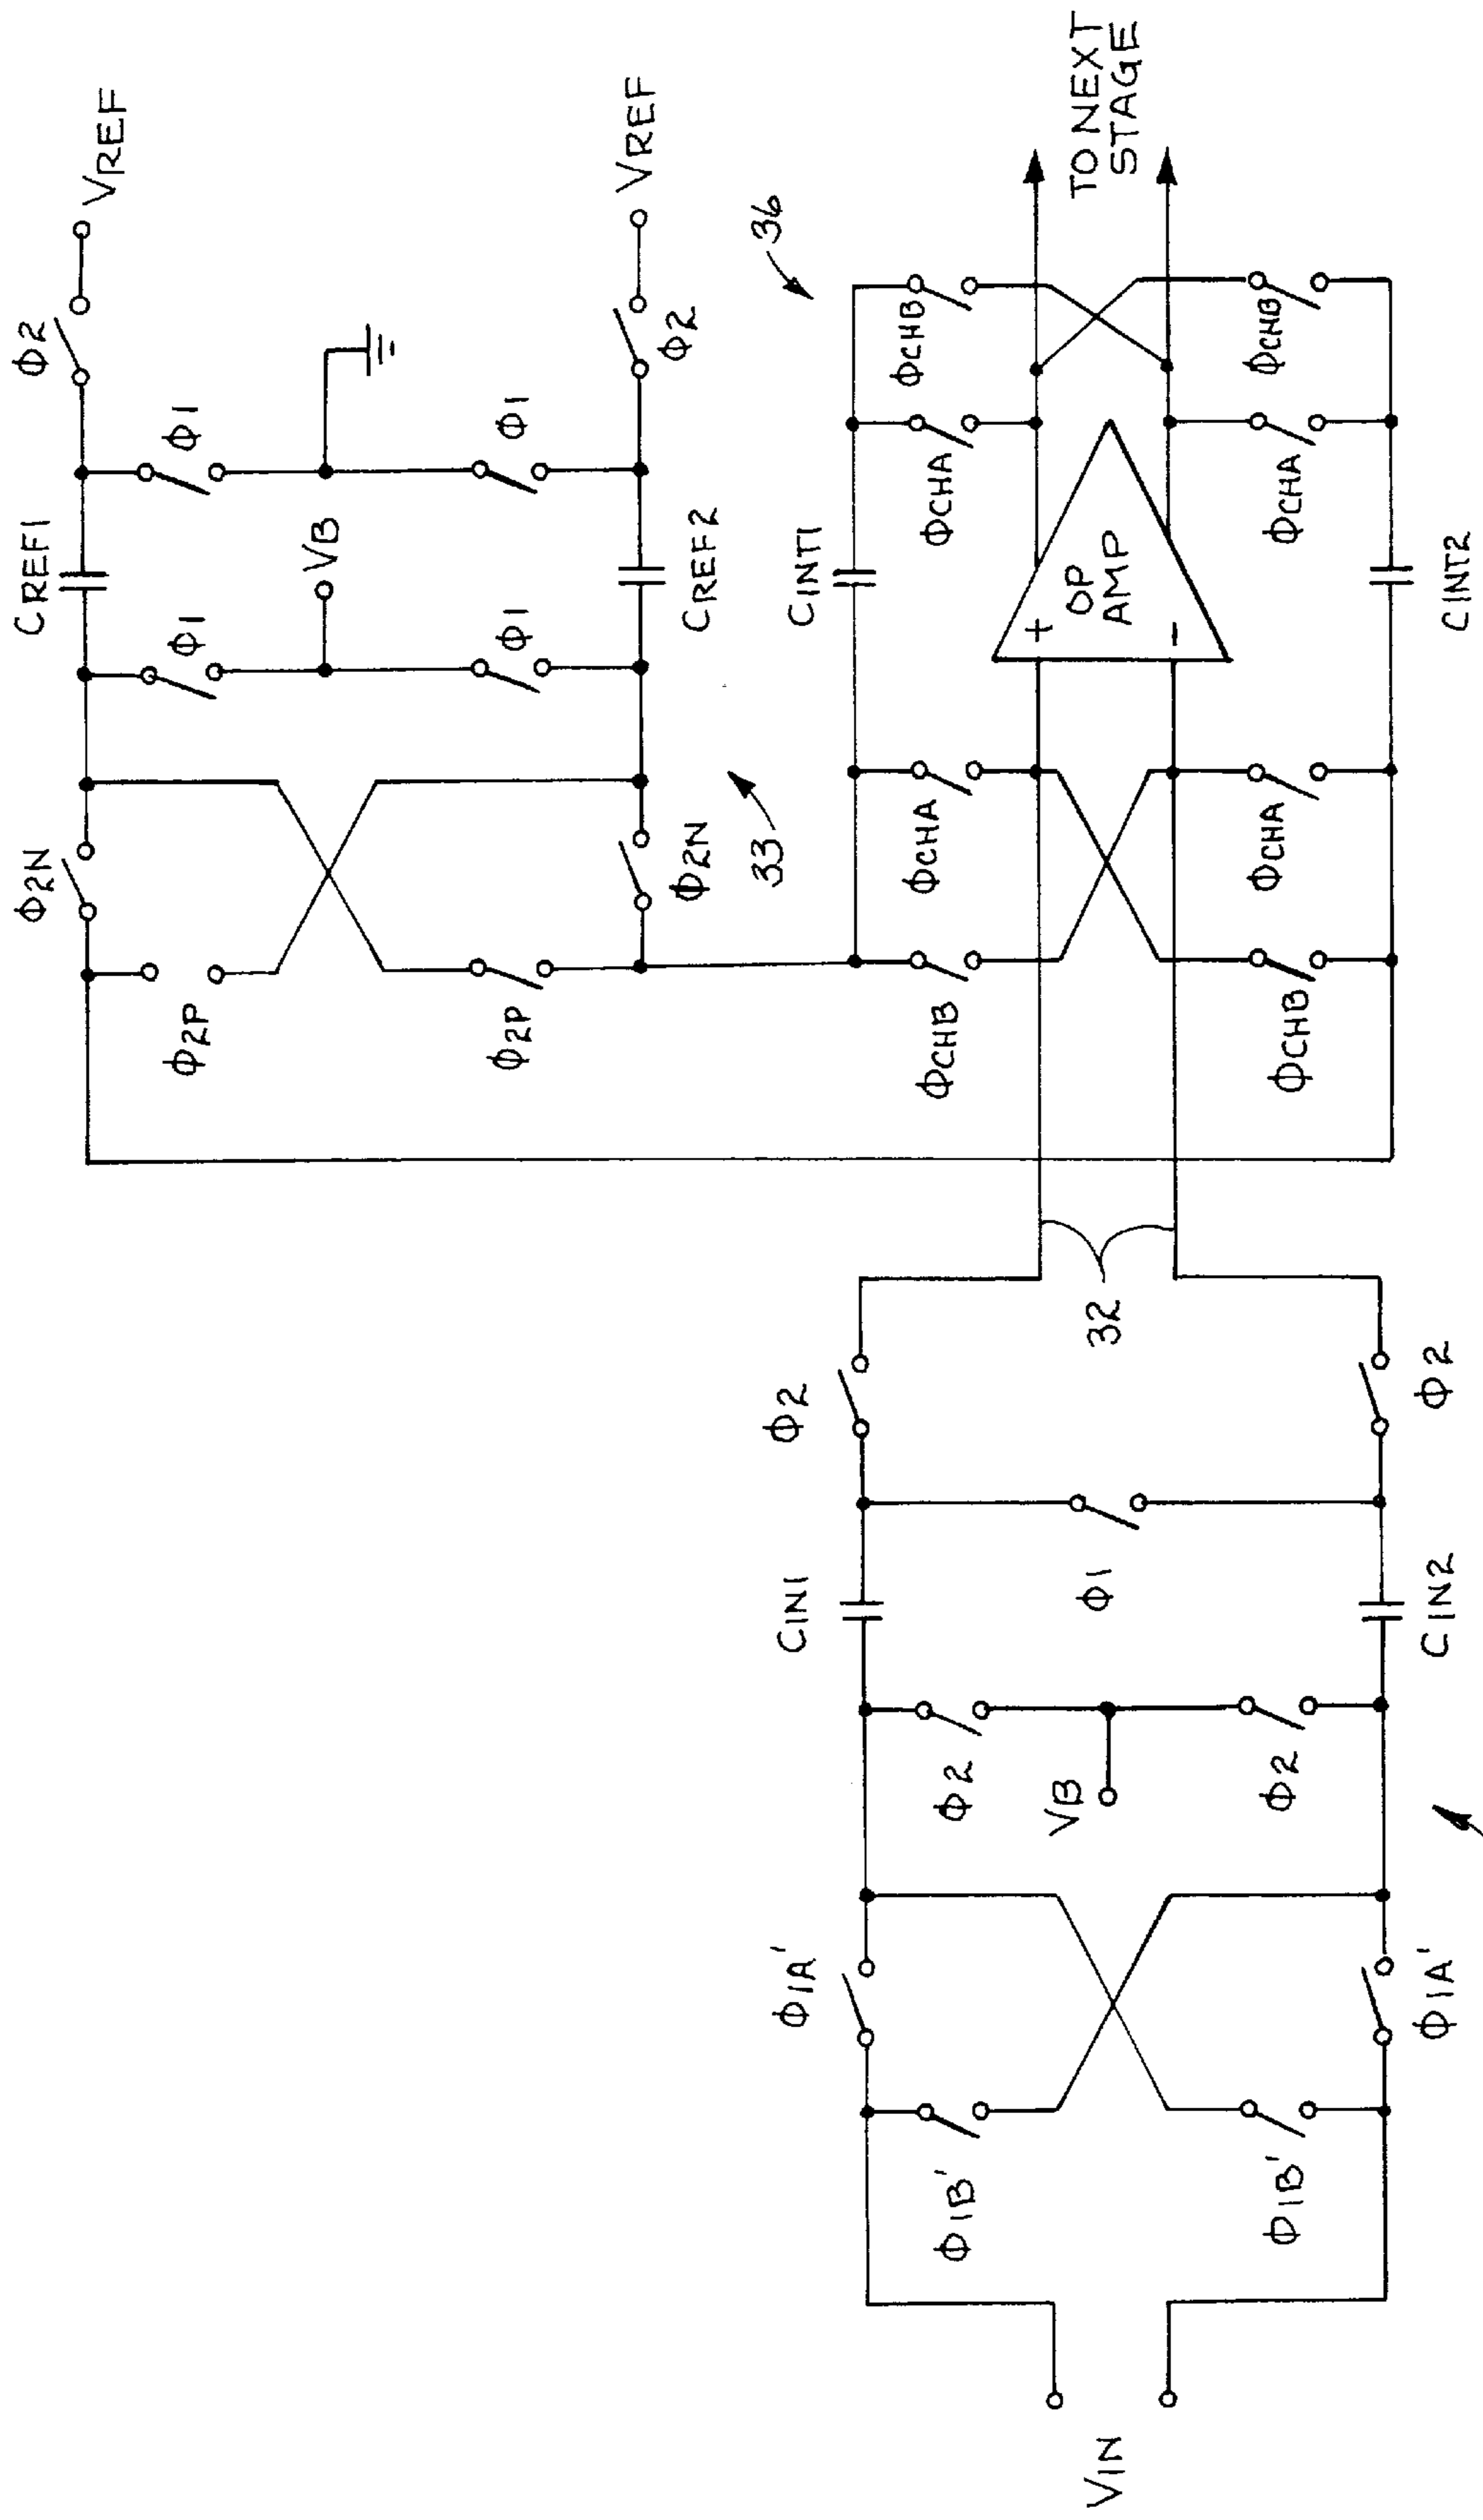 VREF
Φ2
CREF1
Φ1
Φ1
Φ2N
Φ2P
VB
Φ1
Φ1
Φ2P
VREF
Φ2
CREF2
Φ2N
33
36
TO NEXT
STAGE
CINT1
ΦCHB
ΦCHA
ΦCHA
ΦCHB
+
OP
AMP
-
ΦCHB
ΦCHA
ΦCHA
ΦCHB
CINT2
32
Φ2
CIN1
Φ1A'
Φ1B'
Φ2
VB
Φ1
Φ2
Φ1B'
Φ2
CIN2
Φ1A'
VIN